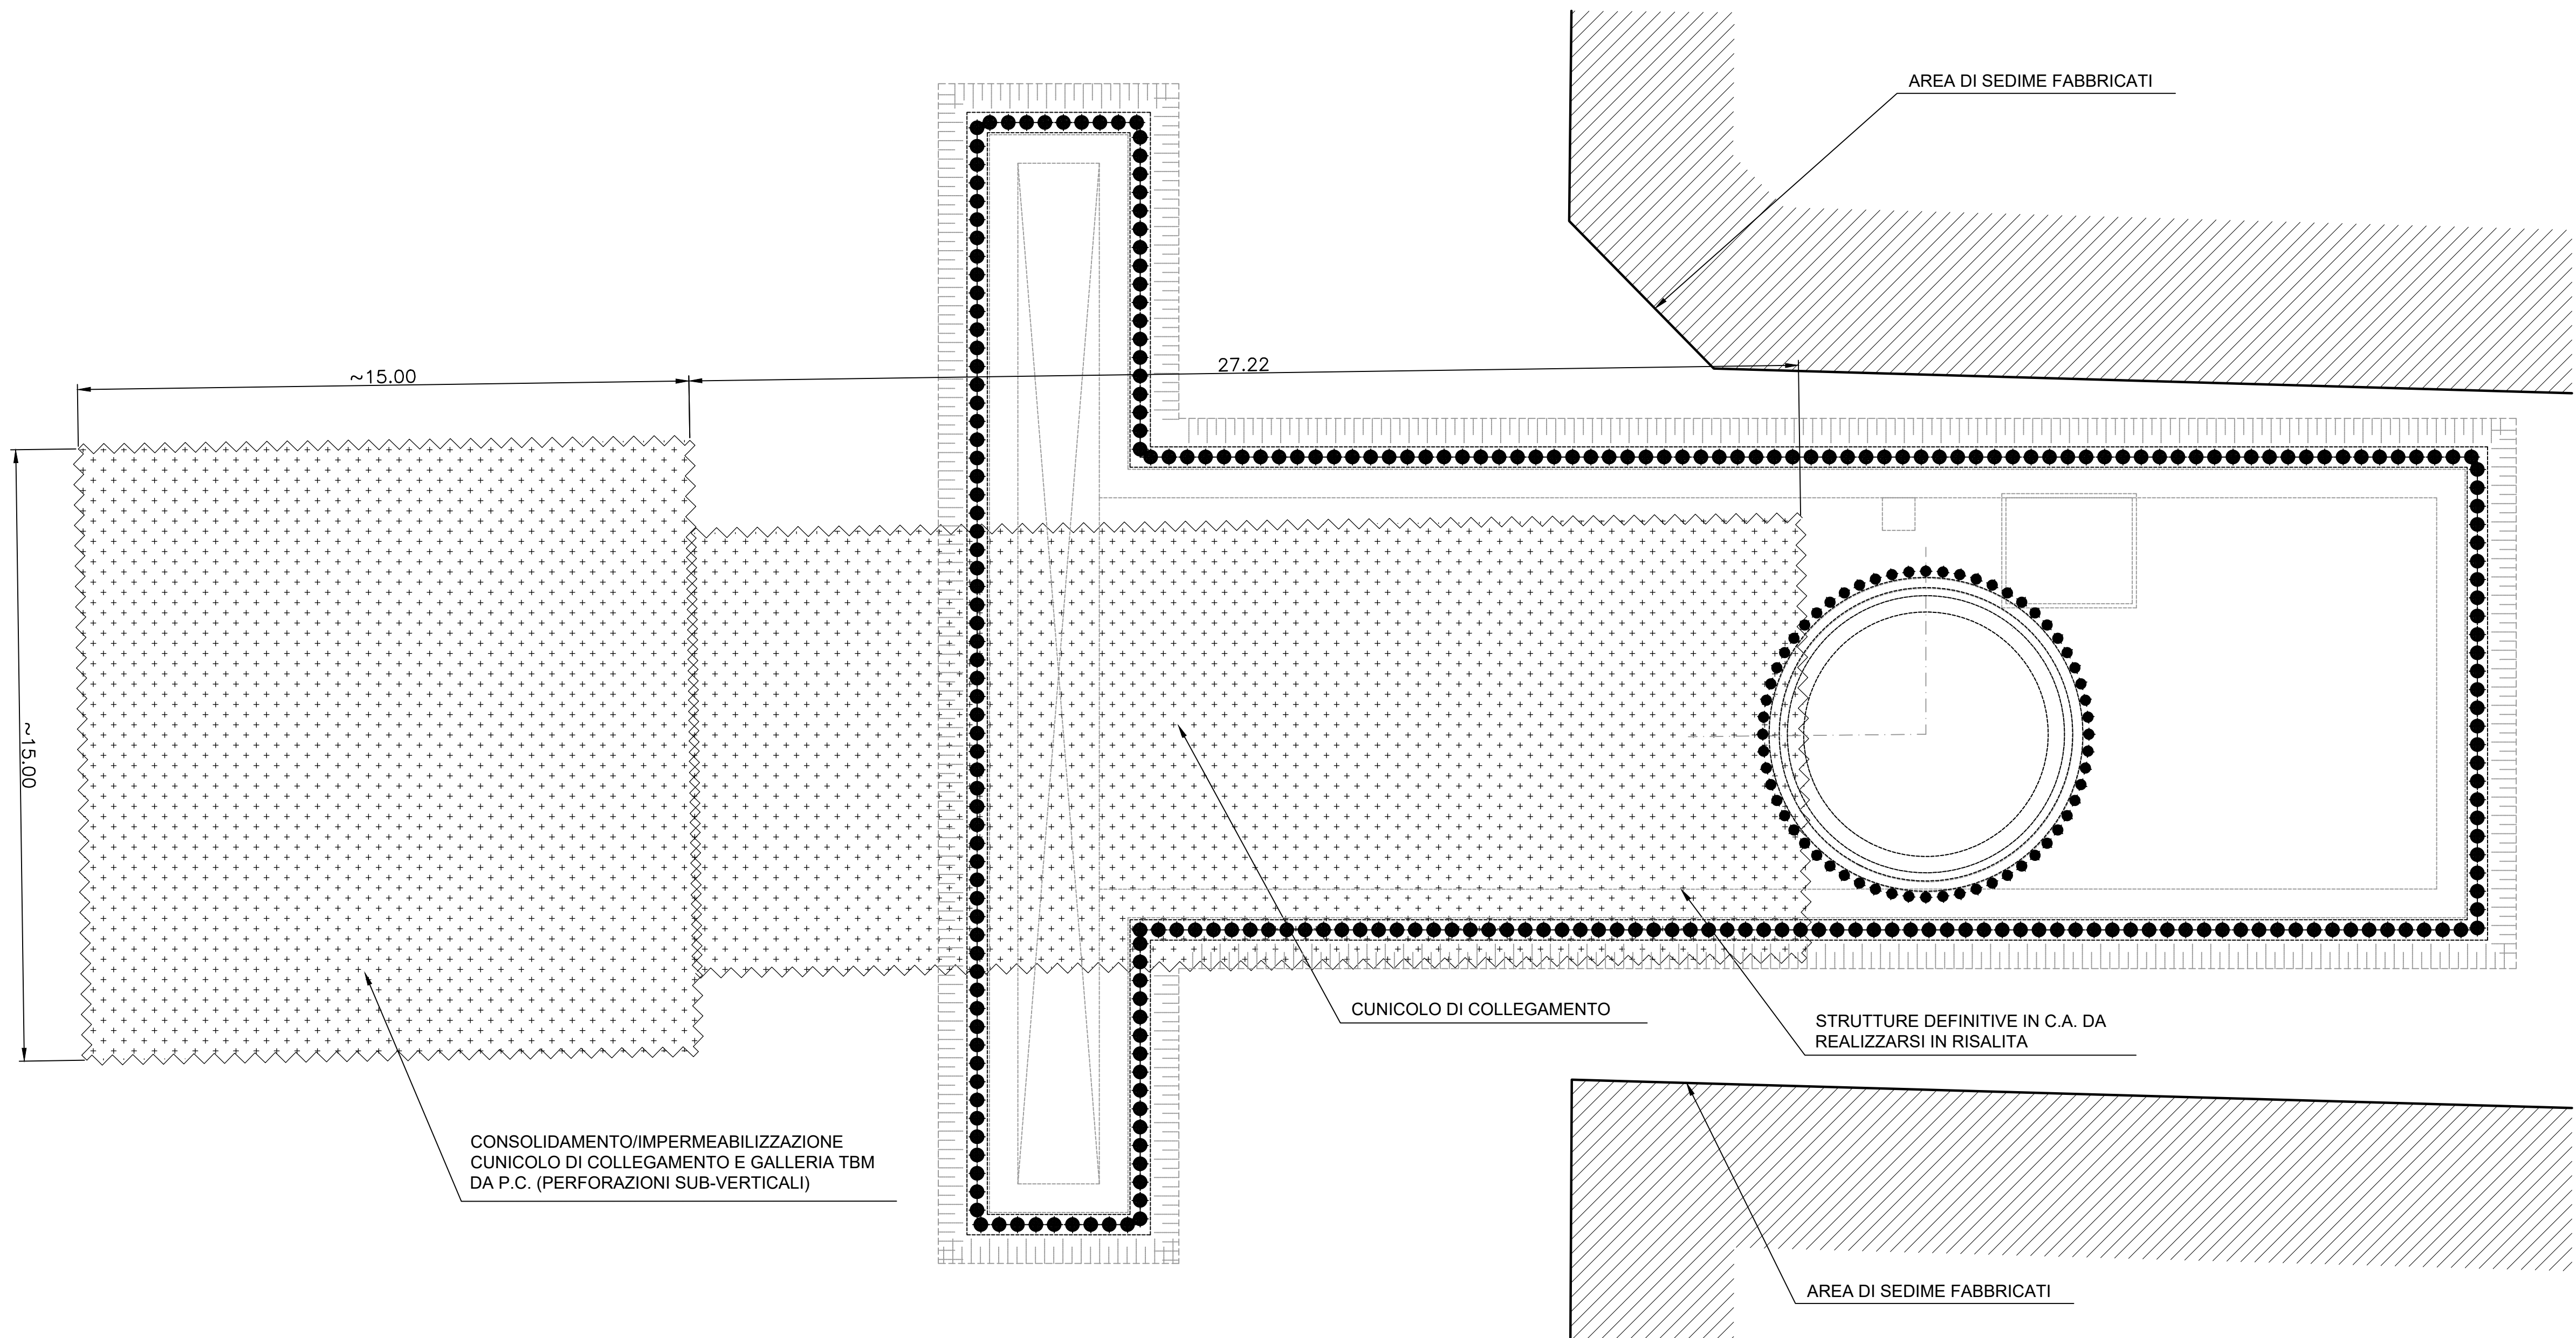 AREA DI SEDIME FABBRICATI
~15.00
27.22
~15.00
CUNICOLO DI COLLEGAMENTO
STRUTTURE DEFINITIVE IN C.A. DA
REALIZZARSI IN RISALITA
CONSOLIDAMENTO/IMPERMEABILIZZAZIONE
CUNICOLO DI COLLEGAMENTO E GALLERIA TBM
DA P.C. (PERFORAZIONI SUB-VERTICALI)
AREA DI SEDIME FABBRICATI